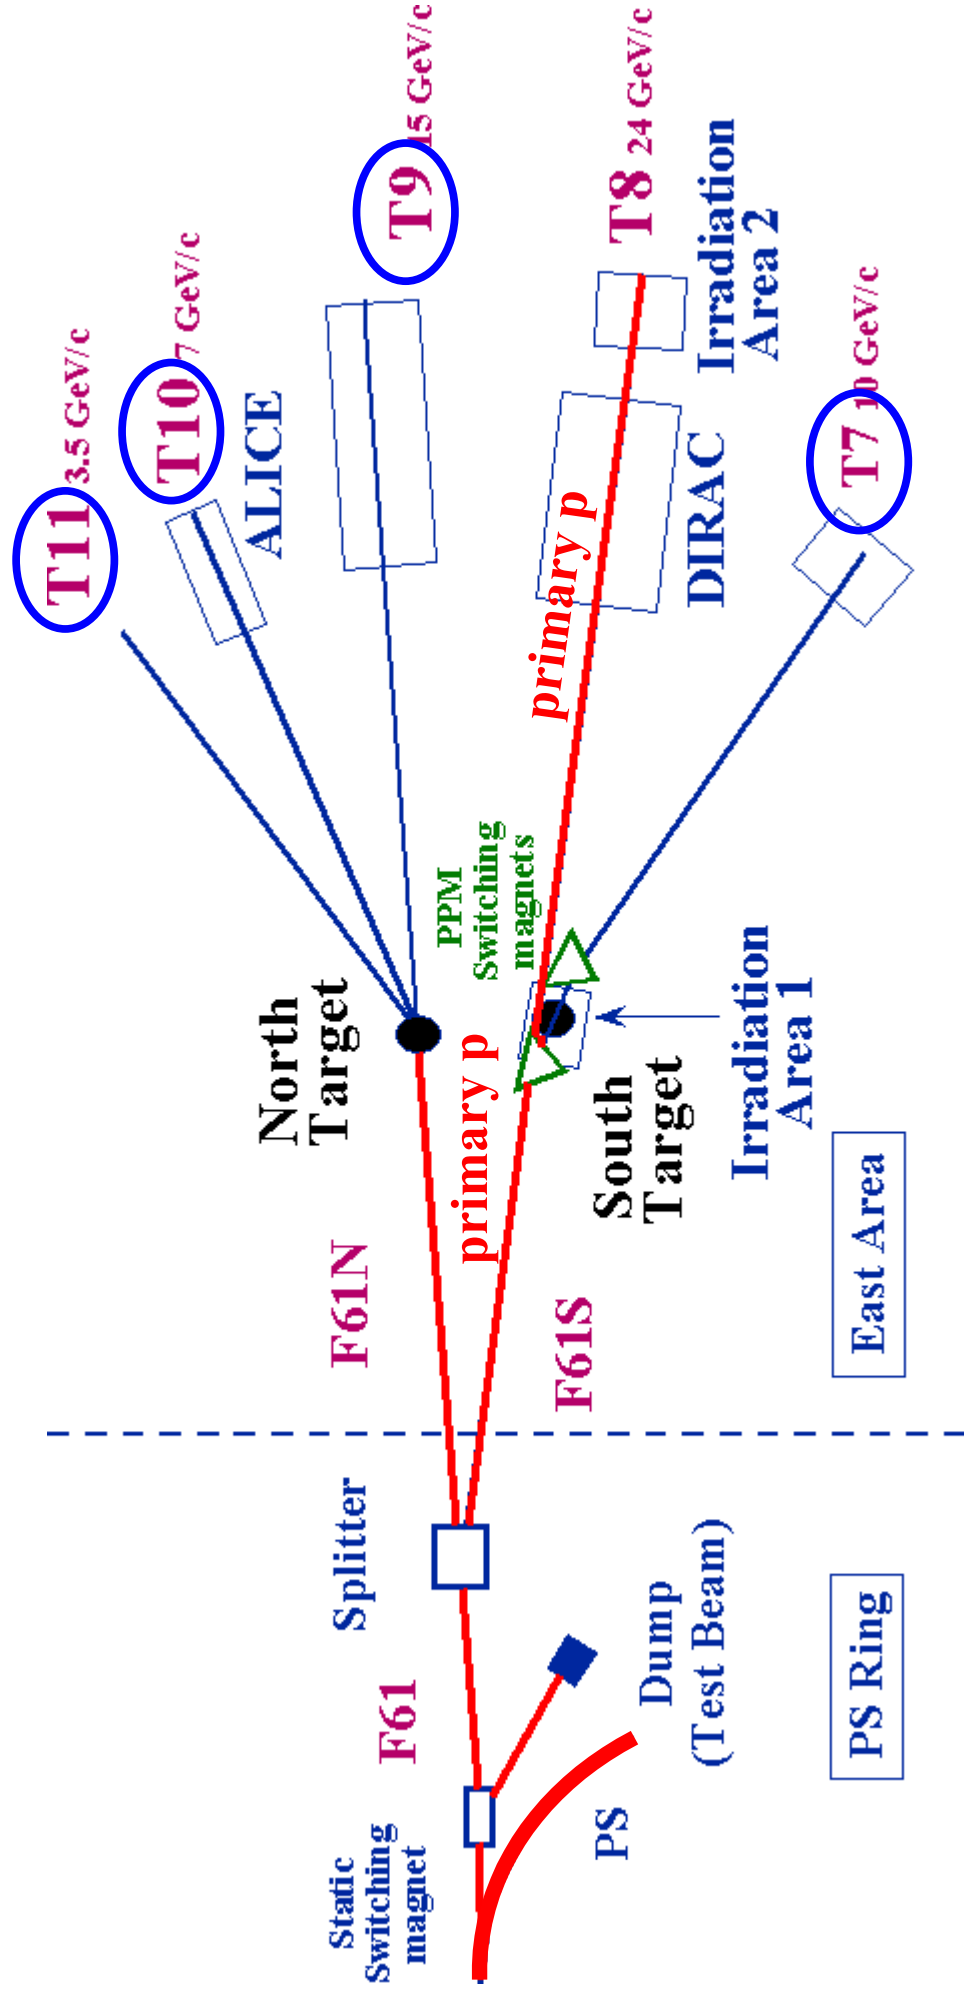 T11 3.5 GeV/c
T10 7 GeV/c
ALICE
T9 15 GeV/c
T8 24 GeV/c
Irradiation
Area 2
DIRAC
T7 10 GeV/c
primary p
PPM
Switching
magnets
North
Target
primary p
South
Target
Irradiation
Area 1
F61N
F61S
East Area
Splitter
F61
Dump
(Test Beam)
PS Ring
Static
Switching
magnet
PS